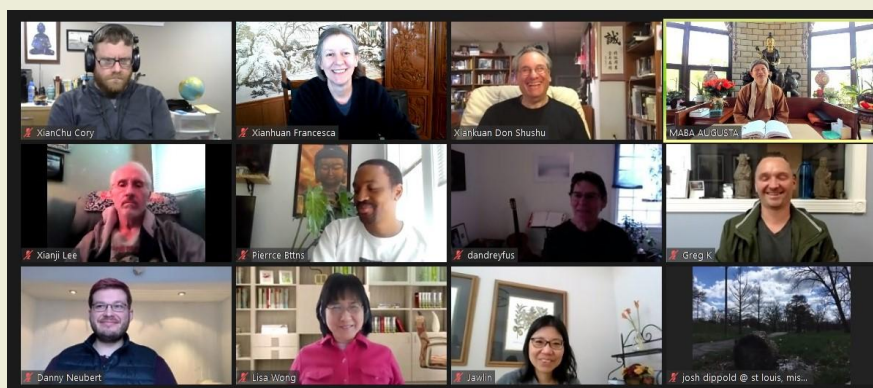 XianChu Cory
Xianhuan Francesca
誠
Xiankuan Don Shushu
MABA AUGUSTA
Xianji Lee
Pierrce Bttns
dandreyfus
Greg K
Danny Neubert
Lisa Wong
Jawlin
josh dippold @ st louis, mis...